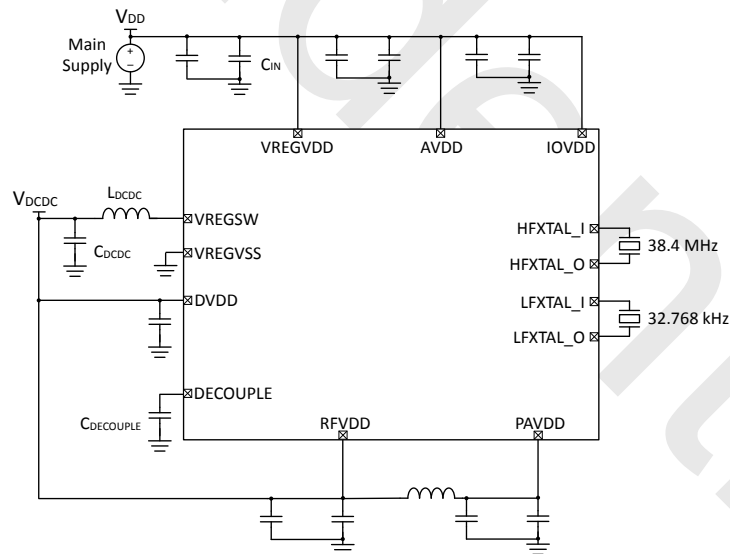 VDD
Main
Supply
+
−
CIN
VREGVDD
AVDD
IOVDD
VDCDC
LDCDC
VREGSW
HFXTAL_I
CDCDC
VREGVSS
38.4 MHz
HFXTAL_O
DVDD
LFXTAL_I
32.768 kHz
LFXTAL_O
DECOUPLE
CDECOUPLE
RFVDD
PAVDD